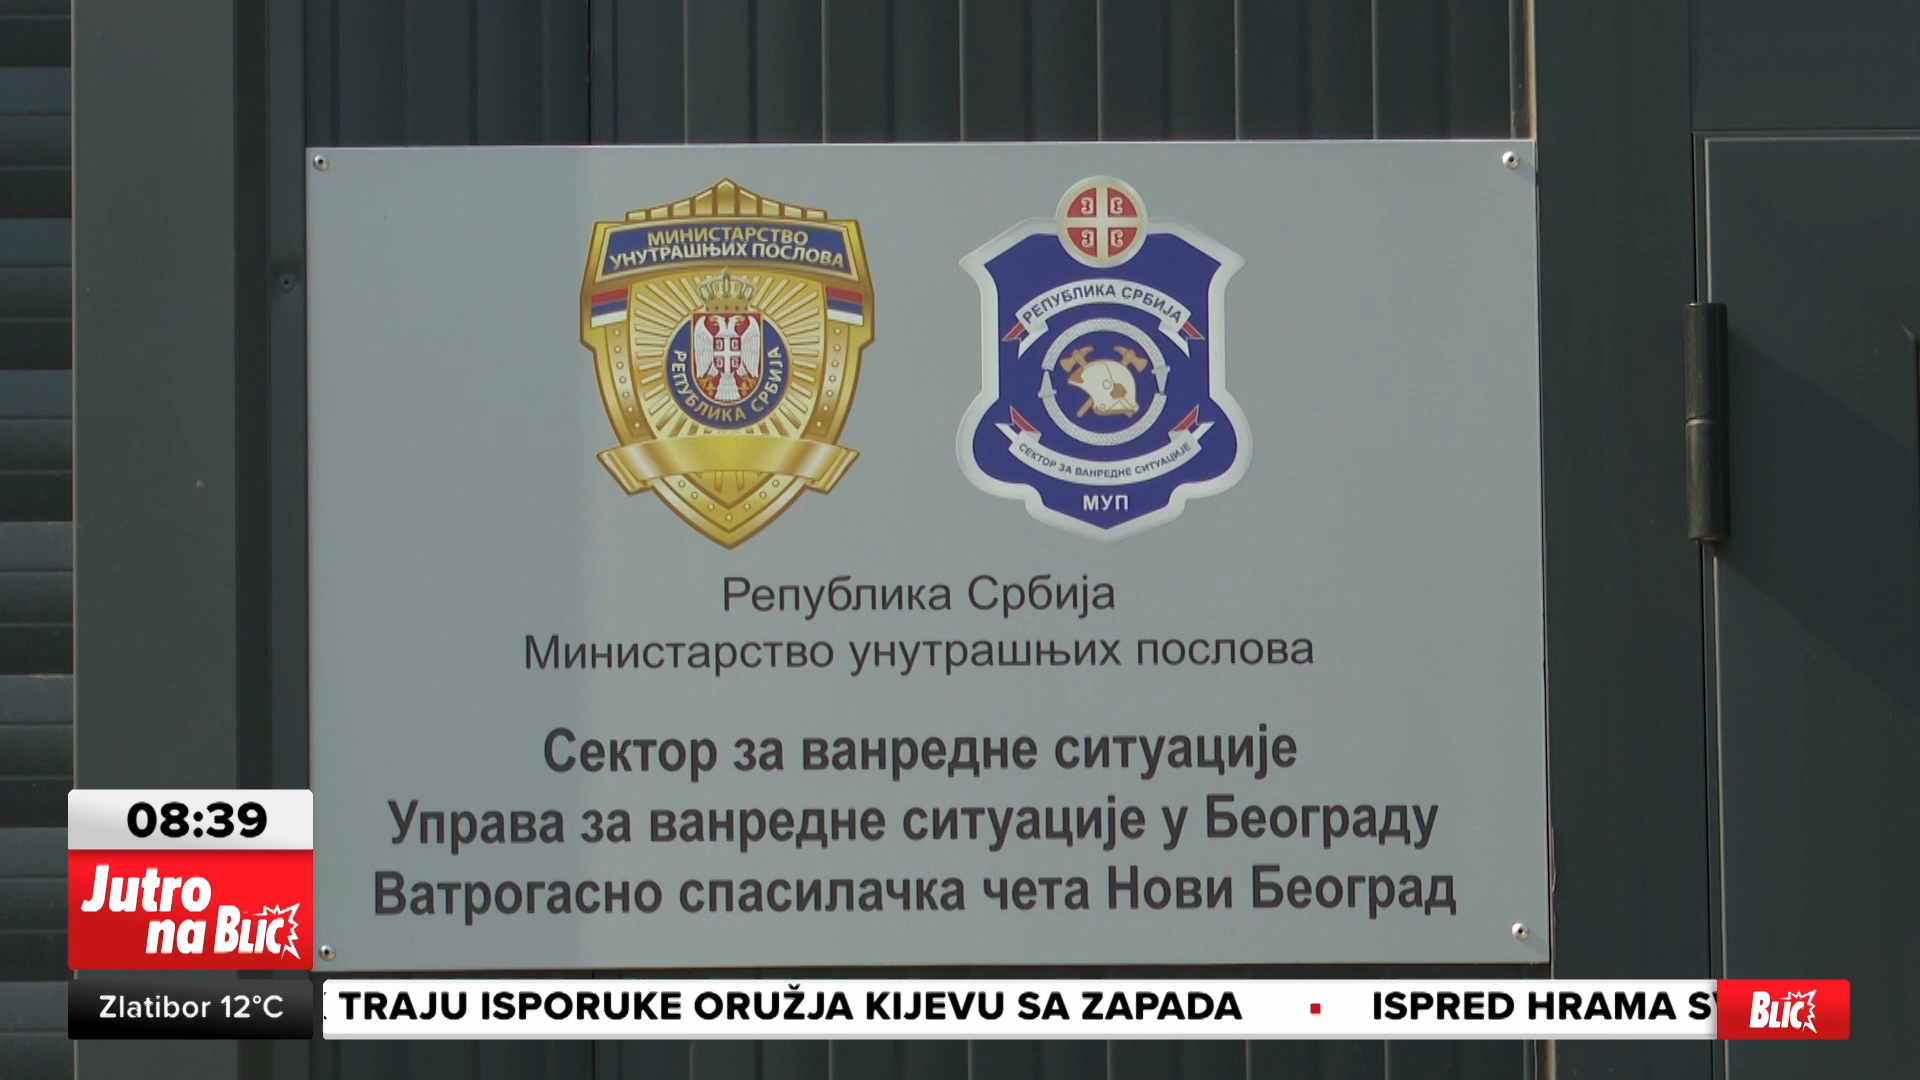 МИНИСТАРСТВО
УНУТРАШЊИХ ПОСЛОВА
РЕПУБЛИКА СРБИЈА
РЕПУБЛИКА СРБИЈА
СЕКТОР ЗА ВАНРЕДНЕ СИТУАЦИЈЕ
МУП
Република Србија
Министарство унутрашњих послова
Сектор за ванредне ситуације
Управа за ванредне ситуације у Београду
Ватрогасно спасилачка чета Нови Београд
08:39
Jutro
na BLIC
Zlatibor 12°C
TRAJU ISPORUKE ORUŽJA KIJEVU SA ZAPADA
ISPRED HRAMA
BLIC